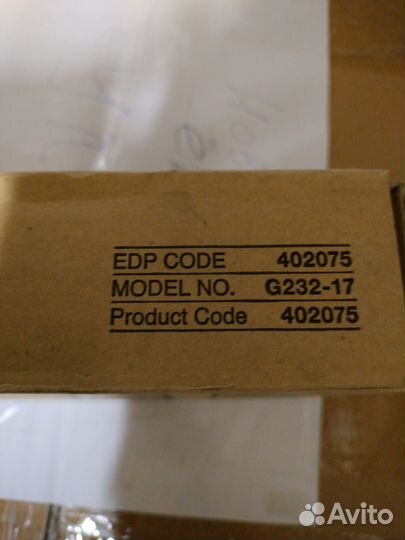 EDP CODE 402075
MODEL NO. G232-17
Product Code 402075
Avito